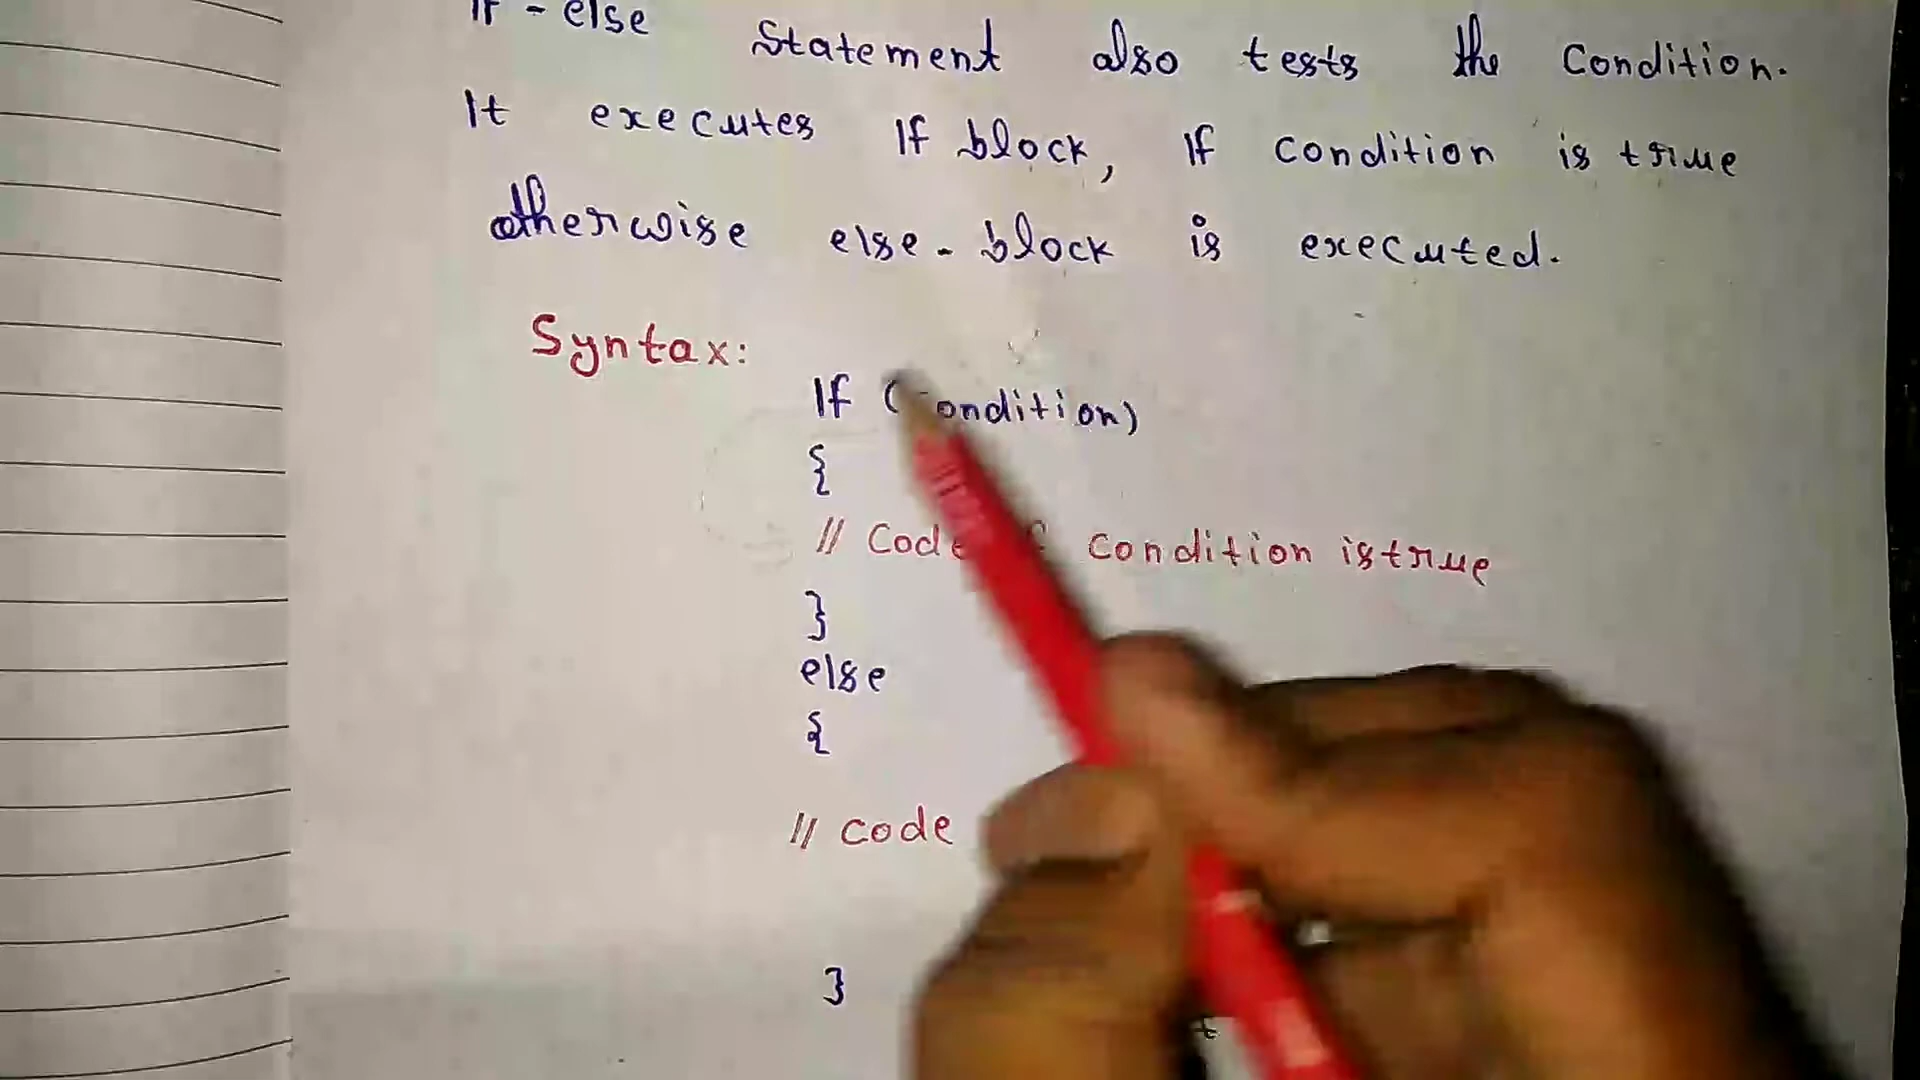 If - else Statement also tests the Condition.
It executes If block, If condition is true
otherwise else-block is executed.
Syntax:
If (Condition)
{
// Code if condition is true
}
else
{
// code
}